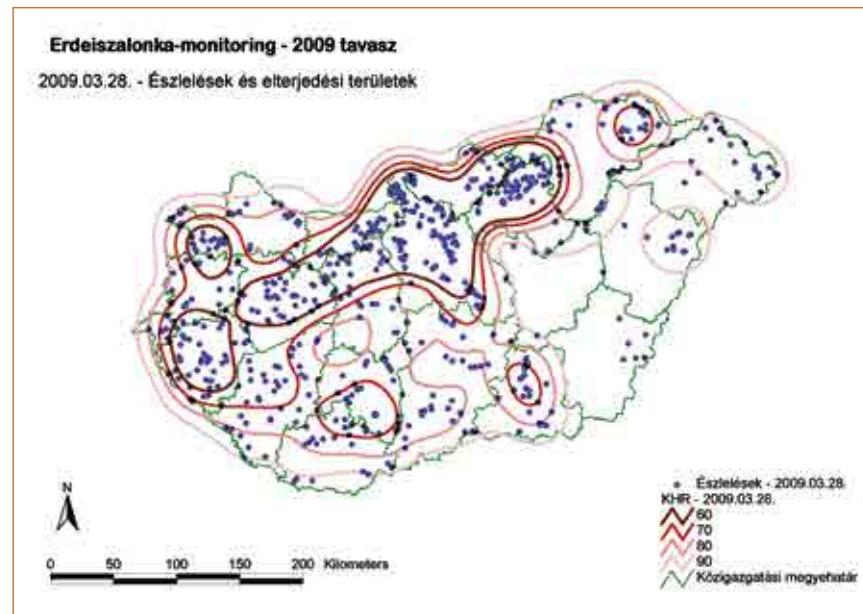 Erdeiszalonka-monitoring - 2009 tavasz
2009.03.28. - Észlelések és elterjedési területek
Észlelések - 2009.03.28.
KHR - 2009.03.28.
60
70
80
90
Közigazgatási megyehatár
N
0 50 100 150 200 Kilometers